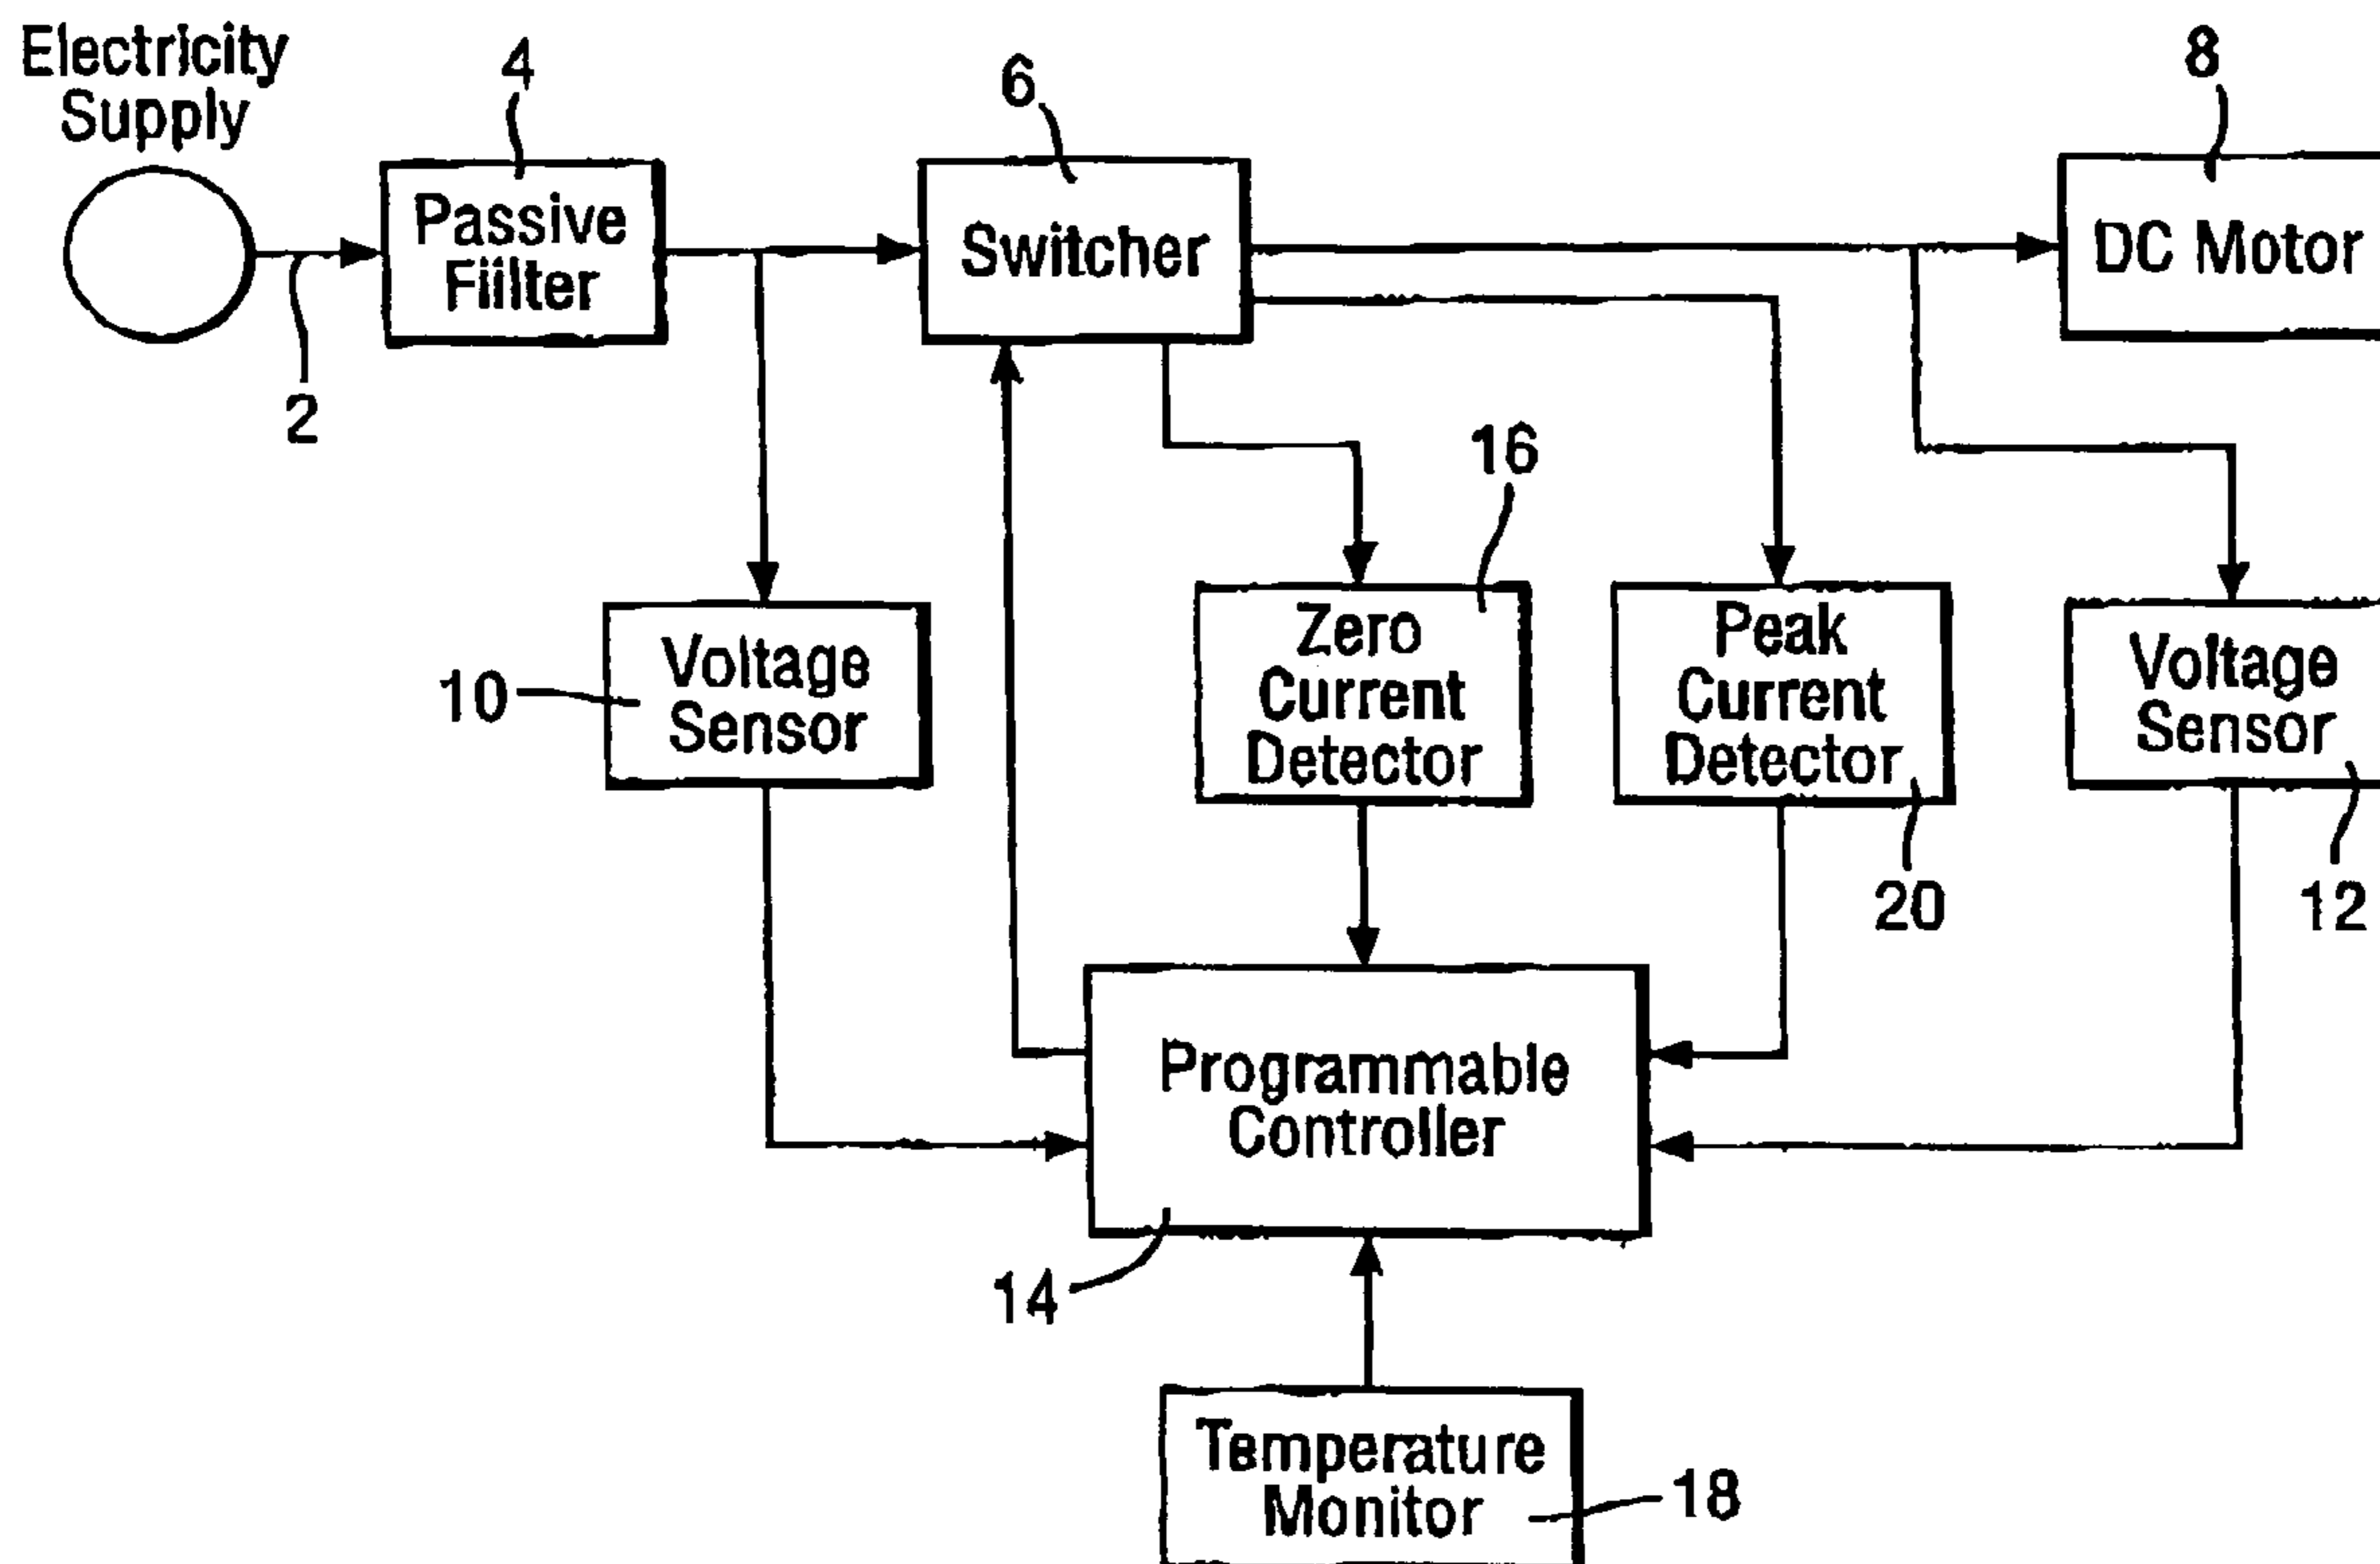 Electricity
Supply
4
6
8
Passive
Fiilter
Switcher
DC Motor
2
16
10
Voltage
Sensor
Zero
Current
Detector
Peak
Current
Detector
Voltage
Sensor
20
12
Programmable
Controller
14
Temperature
Monitor
18